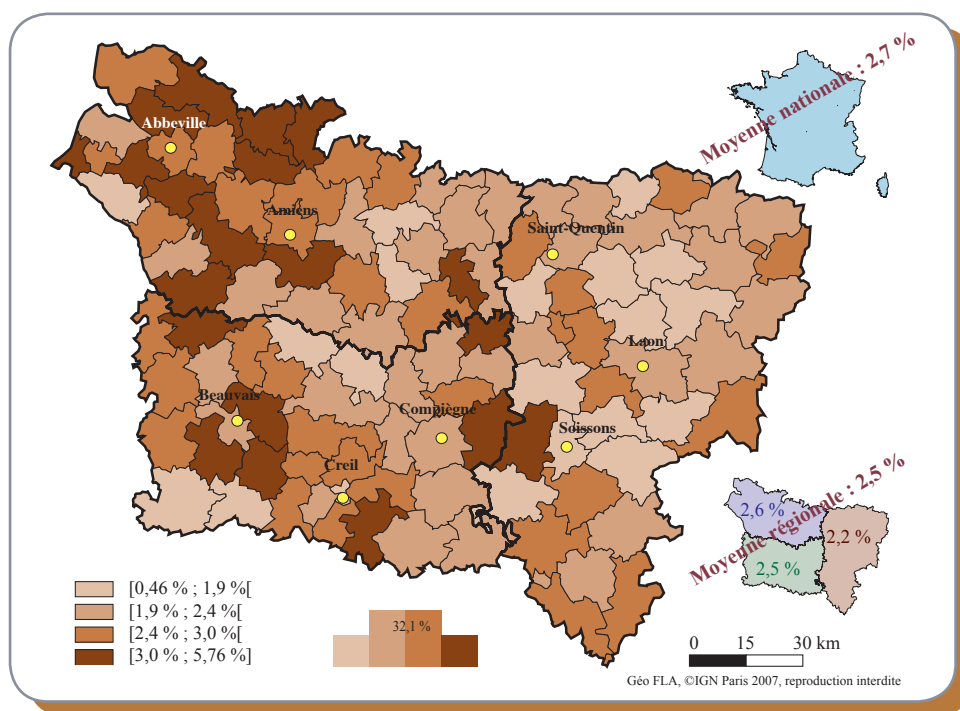 Moyenne nationale : 2,7 %
Abbeville
Amiens
Saint-Quentin
Laon
Beauvais
Compiègne
Soissons
Creil
Moyenne régionale : 2,5 %
2,6 %
2,2 %
2,5 %
[0,46 % ; 1,9 %[
[1,9 % ; 2,4 %[
[2,4 % ; 3,0 %[
[3,0 % ; 5,76 %]
32,1 %
0 15 30 km
Géo FLA, ©IGN Paris 2007, reproduction interdite